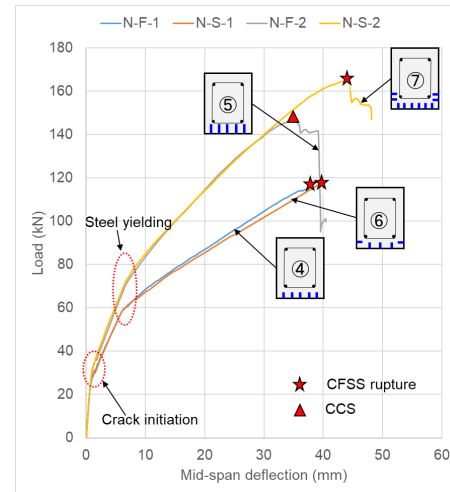 N-F-1 N-S-1 N-F-2 N-S-2
180
160
140
120
100
80
60
40
20
0
Load (kN)
⑦
⑤
⑥
④
Steel yielding
Crack initiation
CFSS rupture
CCS
0 10 20 30 40 50 60
Mid-span deflection (mm)